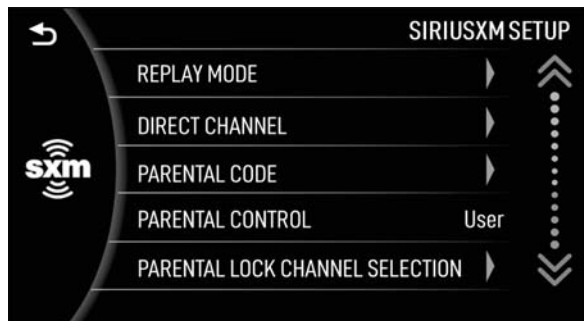 SIRIUSXM SETUP
REPLAY MODE
DIRECT CHANNEL
sxm
PARENTAL CODE
PARENTAL CONTROL User
PARENTAL LOCK CHANNEL SELECTION